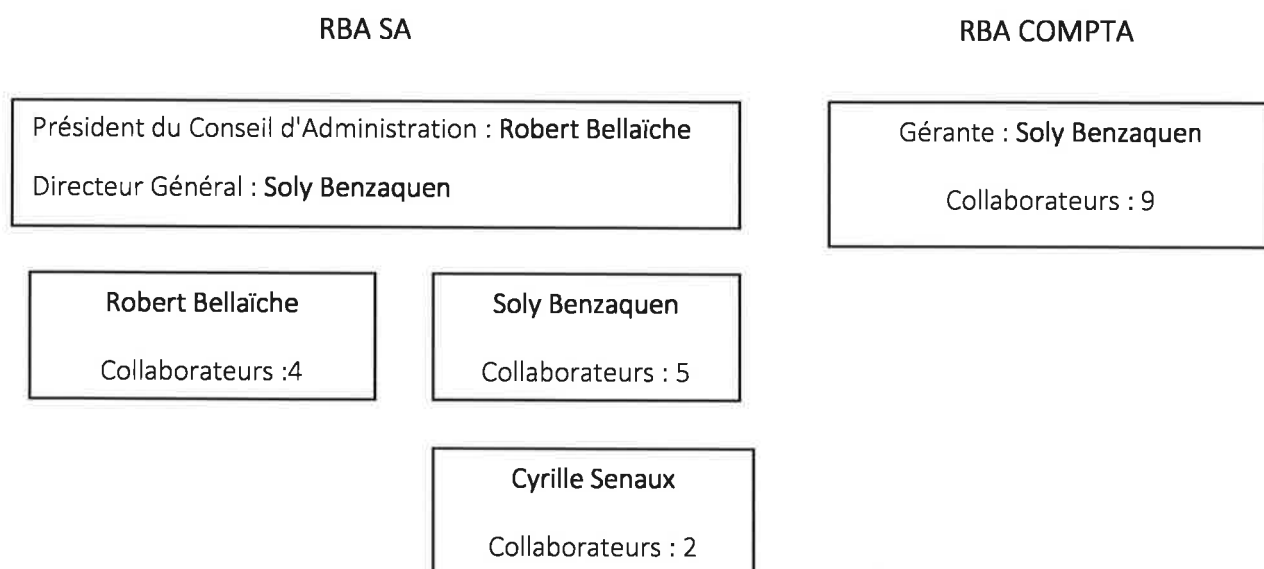 RBA SA
RBA COMPTA
Président du Conseil d'Administration : Robert Bellaïche
Directeur Général : Soly Benzaquen
Gérante : Soly Benzaquen
Collaborateurs : 9
Robert Bellaïche
Collaborateurs :4
Soly Benzaquen
Collaborateurs : 5
Cyrille Senaux
Collaborateurs : 2